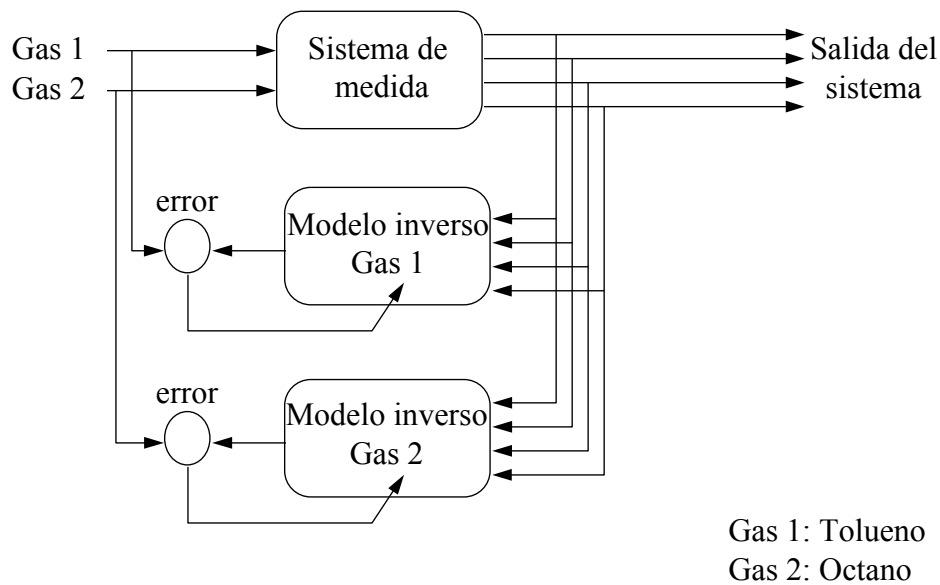 Gas 1
Gas 2
Sistema de
medida
Salida del
sistema
error
Modelo inverso
Gas 1
error
Modelo inverso
Gas 2
Gas 1: Tolueno
Gas 2: Octano